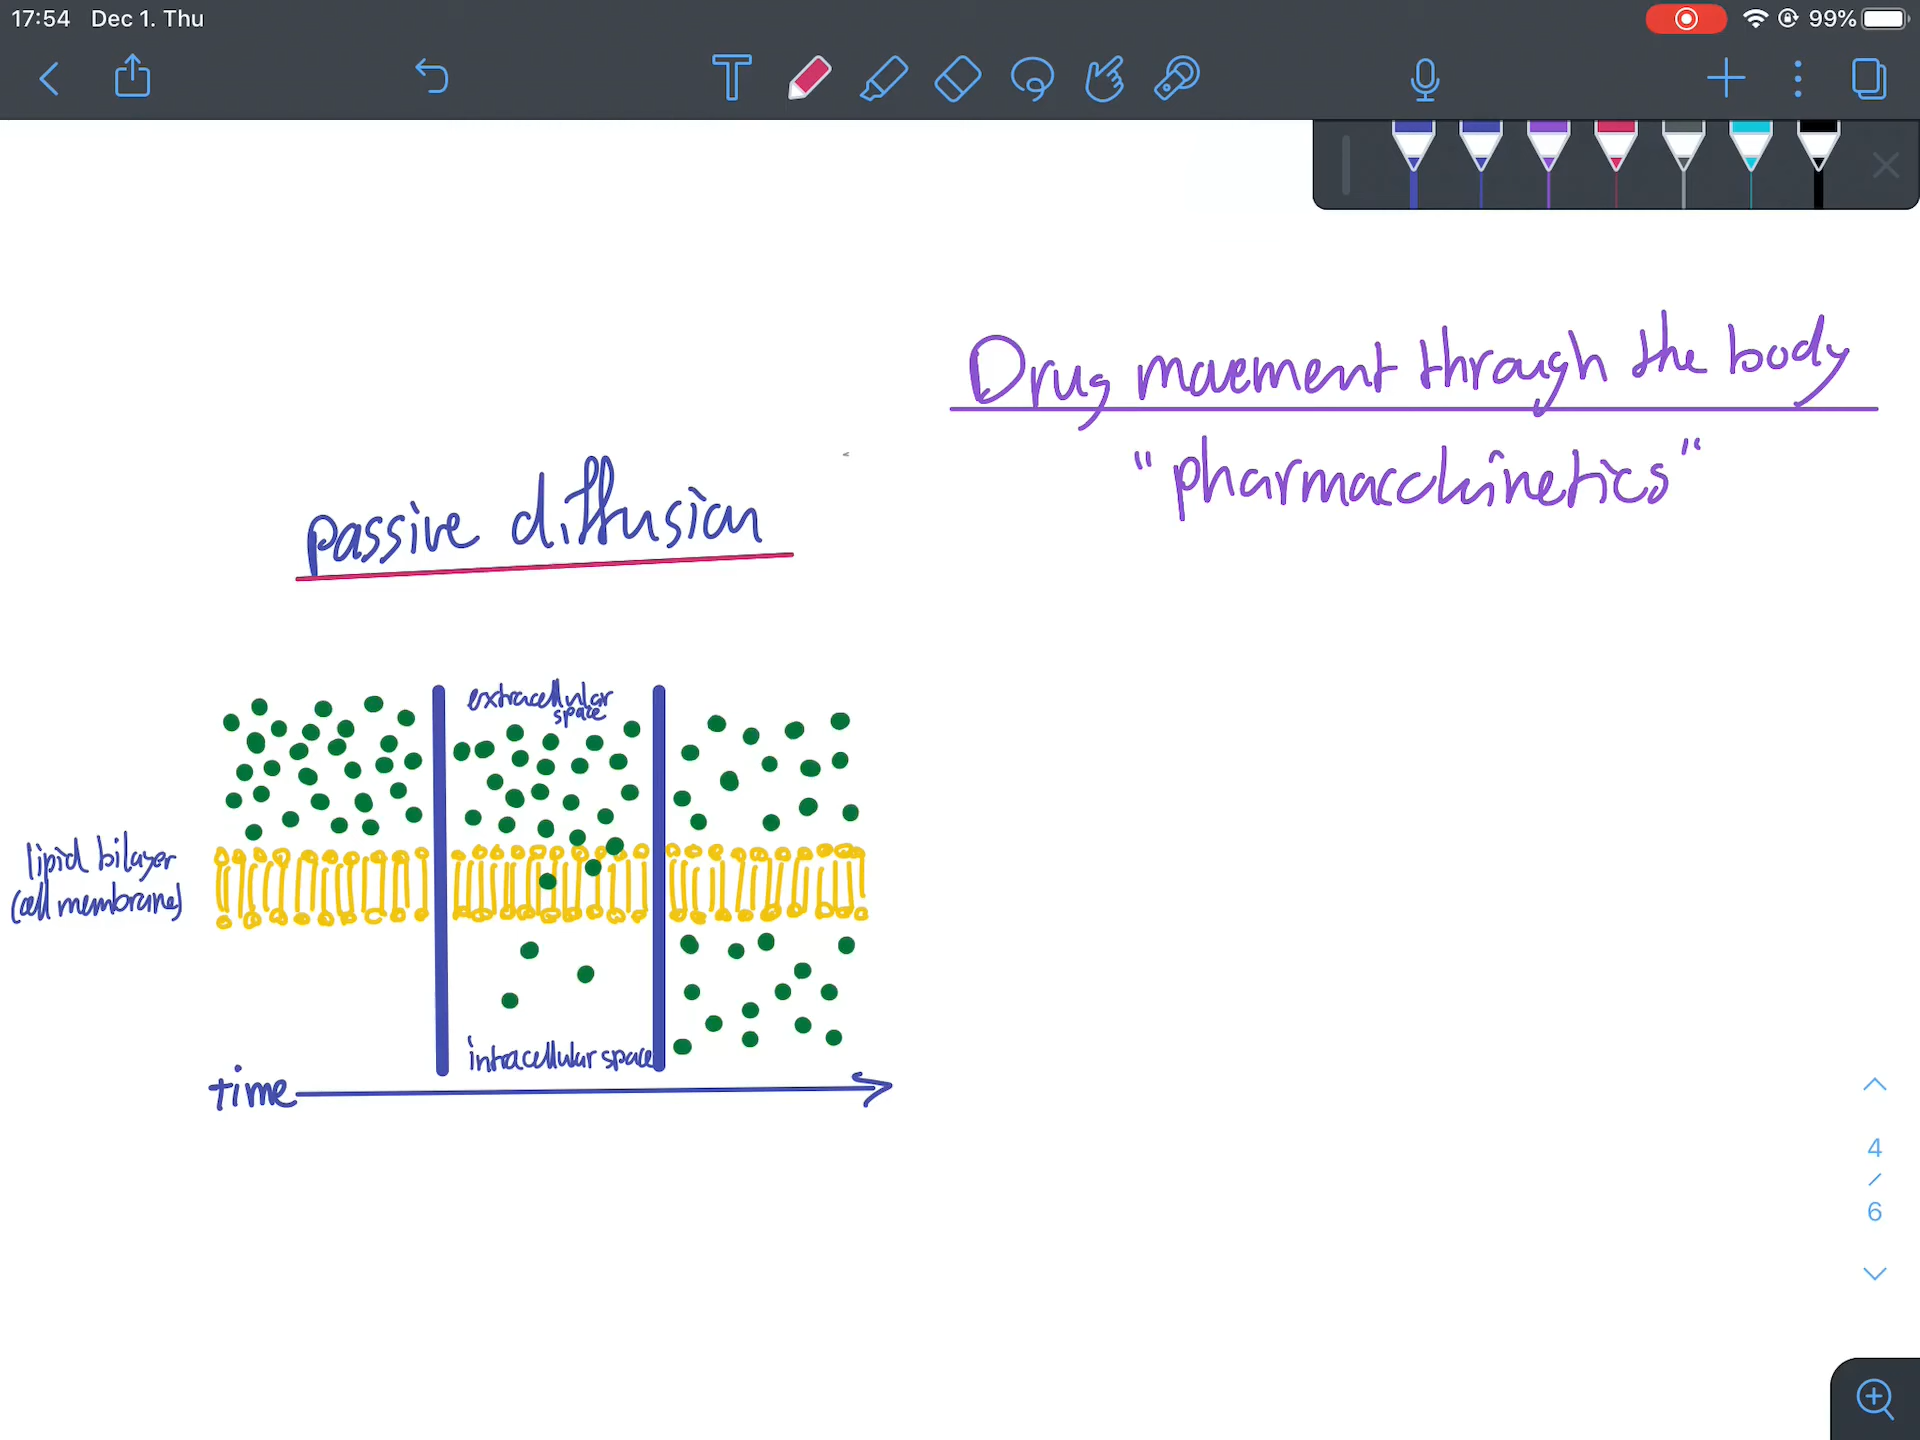 17:54 Dec 1. Thu
99%
Drug movement through the body
"pharmacokinetics"
passive diffusion
extracellular
space
lipid bilayer
(cell membrane)
intracellular space
time
4
/
6